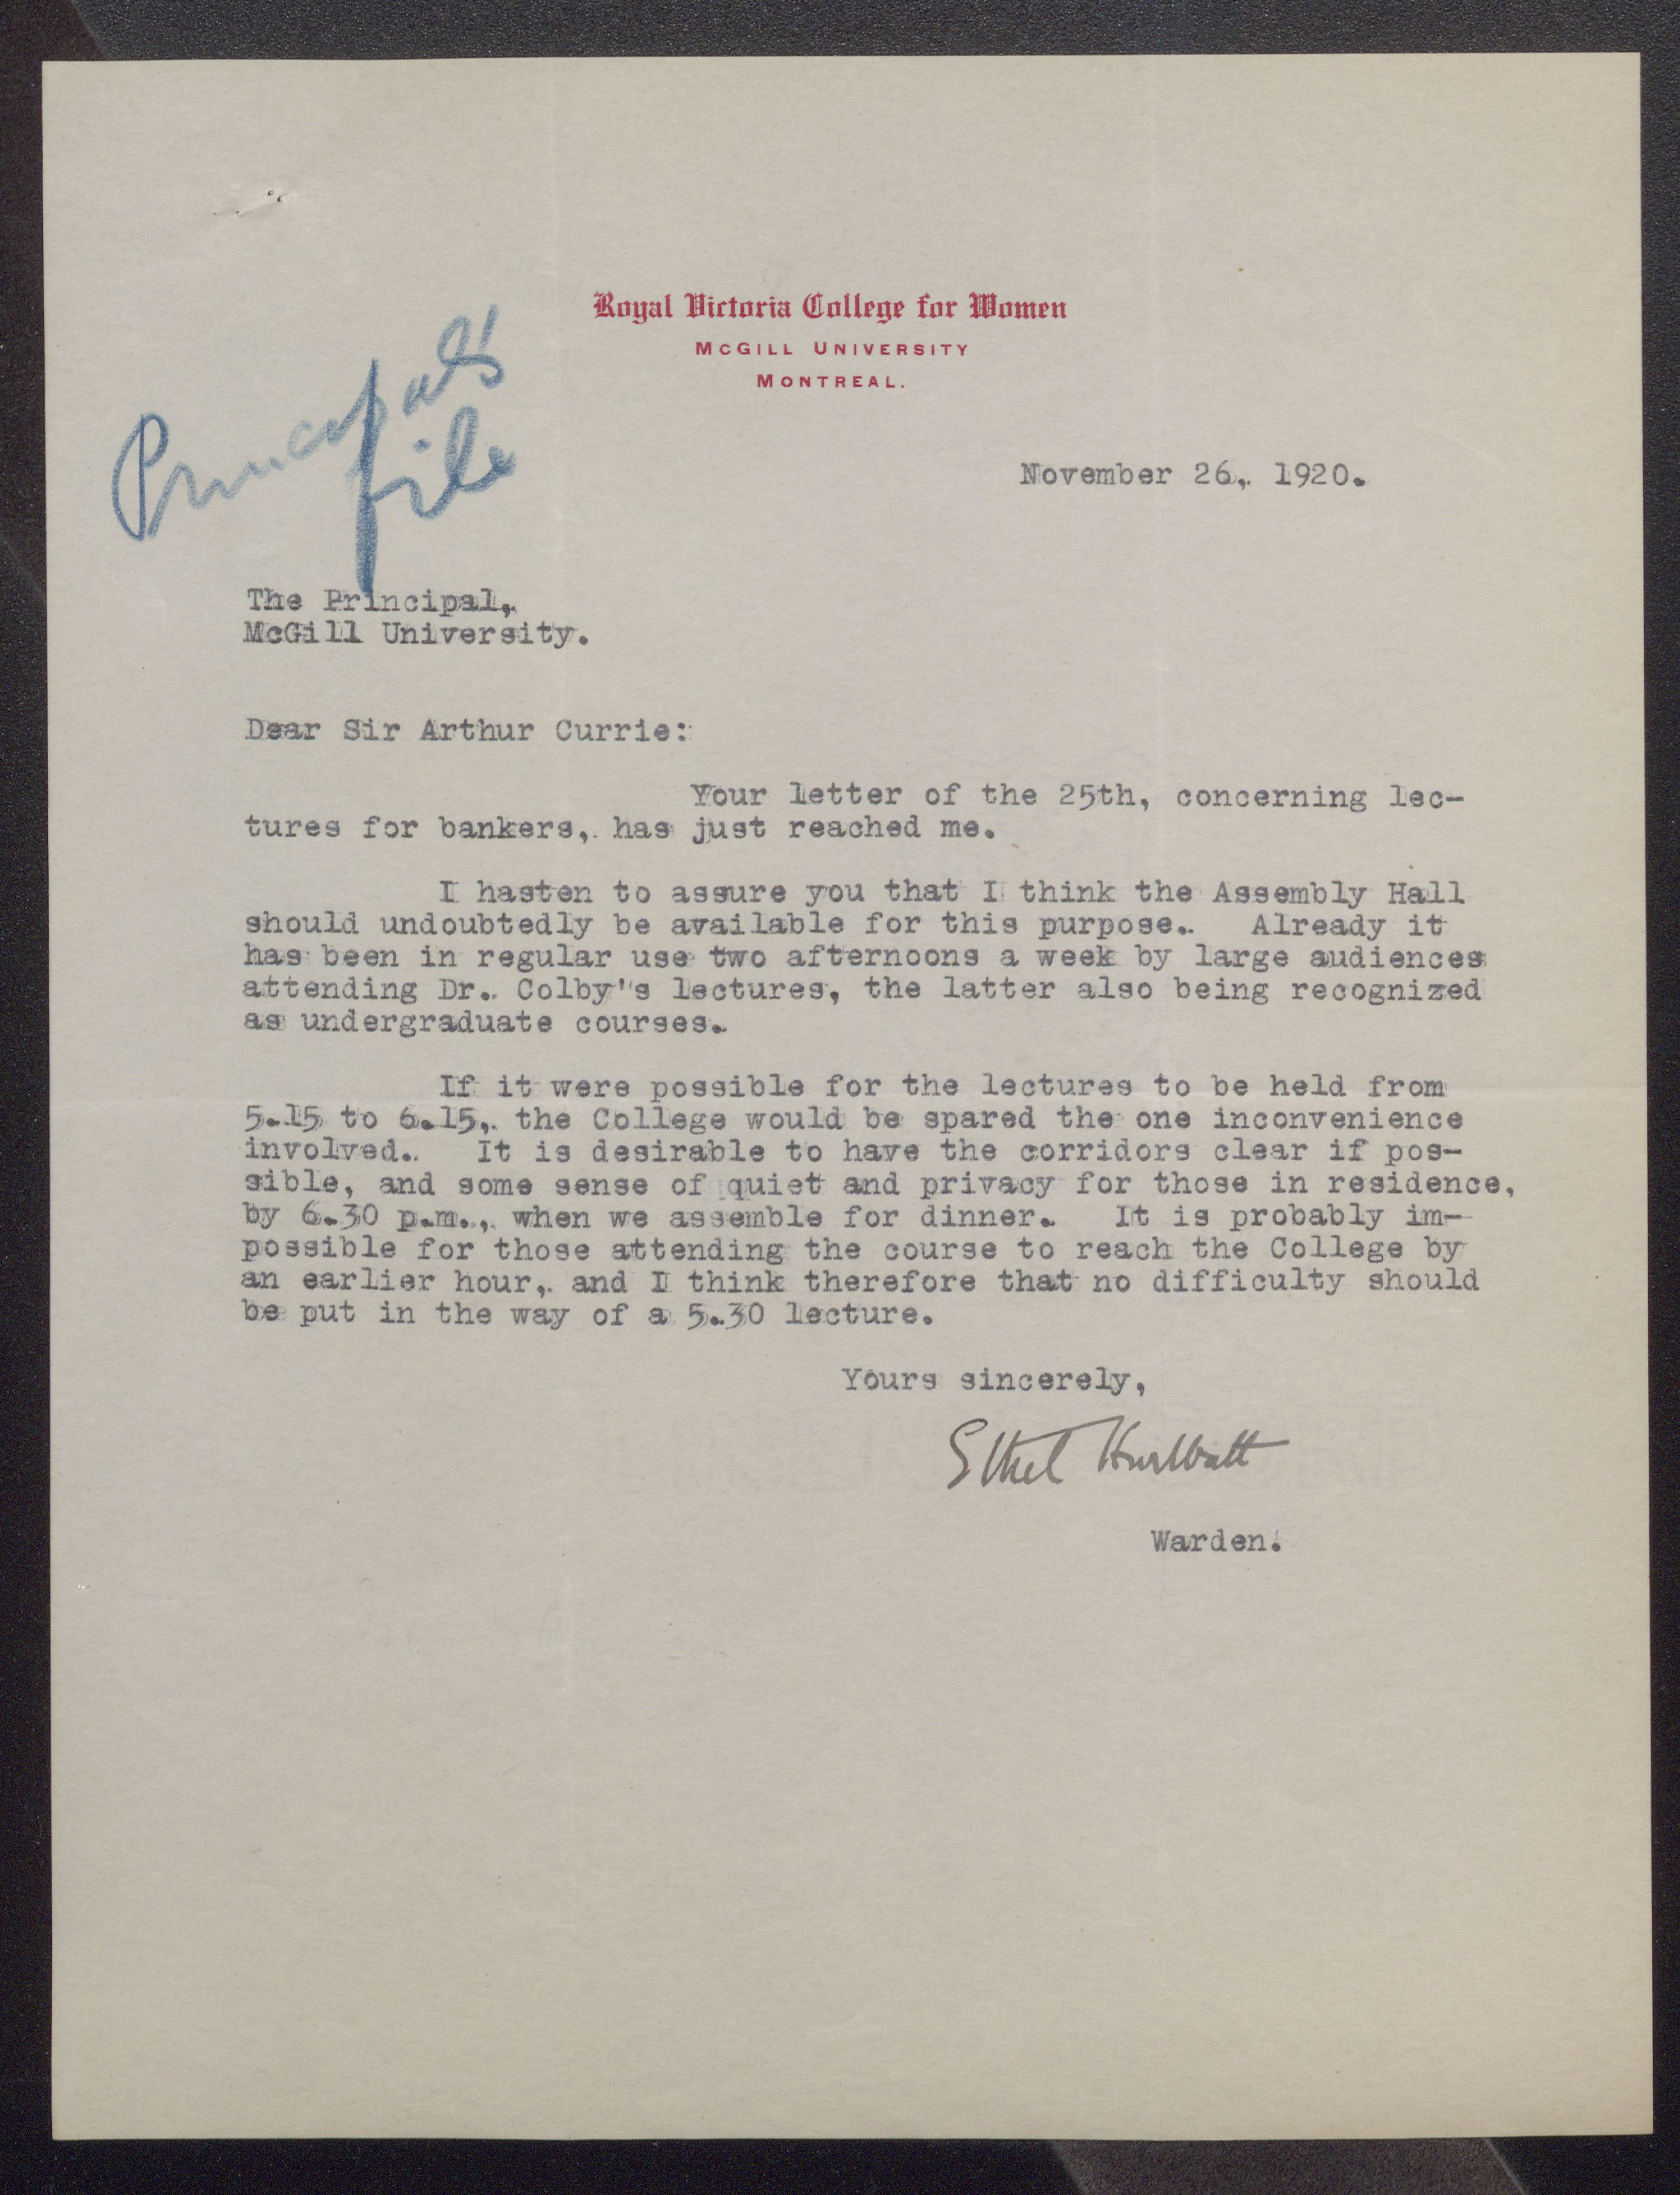 Royal Victoria College for Women
McGILL UNIVERSITY
MONTREAL.
Principal's
file
November 26, 1920.
The Principal,
McGill University.
Dear Sir Arthur Currie:
Your letter of the 25th, concerning lec-
tures for bankers, has just reached me.
I hasten to assure you that I think the Assembly Hall
should undoubtedly be available for this purpose. Already it
has been in regular use two afternoons a week by large audiences
attending Dr. Colby"s lectures, the latter also being recognized
as undergraduate courses.
If it were possible for the lectures to be held from
5.15 to 6.15, the College would be spared the one inconvenience
involved. It is desirable to have the corridors clear if pos-
sible, and some sense of quiet and privacy for those in residence,
by 6.30 p.m., when we assemble for dinner. It is probably im-
possible for those attending the course to reach the College by
an earlier hour, and I think therefore that no difficulty should
be put in the way of a 5.30 lecture.
Yours sincerely,
Ethel Hurlbatt
Warden.